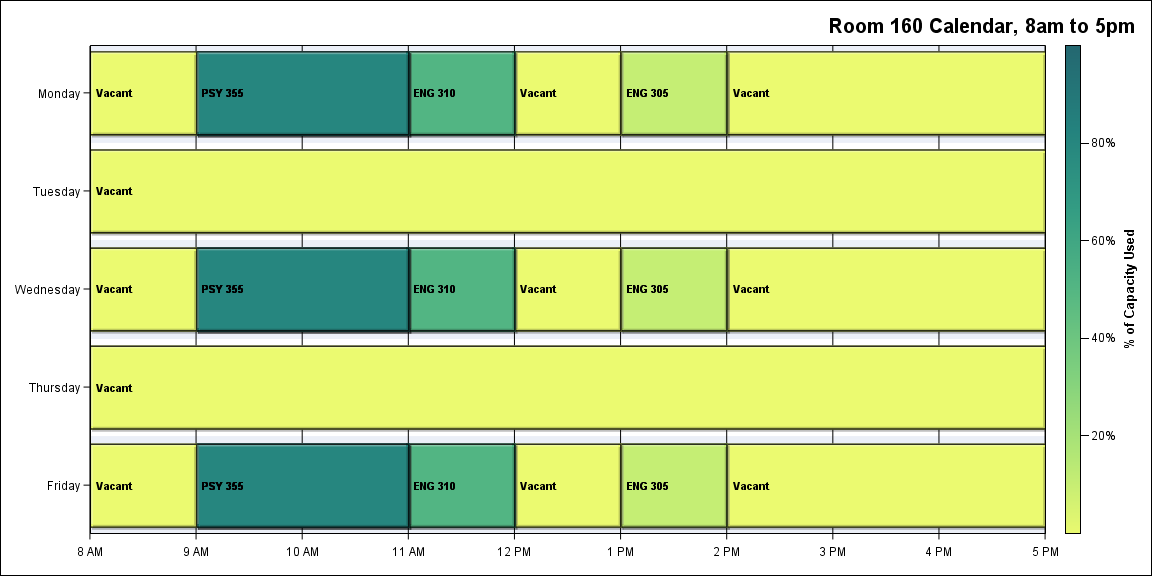 Room 160 Calendar, 8am to 5pm
Monday
Vacant
PSY 355
ENG 310
Vacant
ENG 305
Vacant
Tuesday
Vacant
Wednesday
Vacant
PSY 355
ENG 310
Vacant
ENG 305
Vacant
Thursday
Vacant
Friday
Vacant
PSY 355
ENG 310
Vacant
ENG 305
Vacant
8 AM
9 AM
10 AM
11 AM
12 PM
1 PM
2 PM
3 PM
4 PM
5 PM
80%
60%
40%
20%
% of Capacity Used